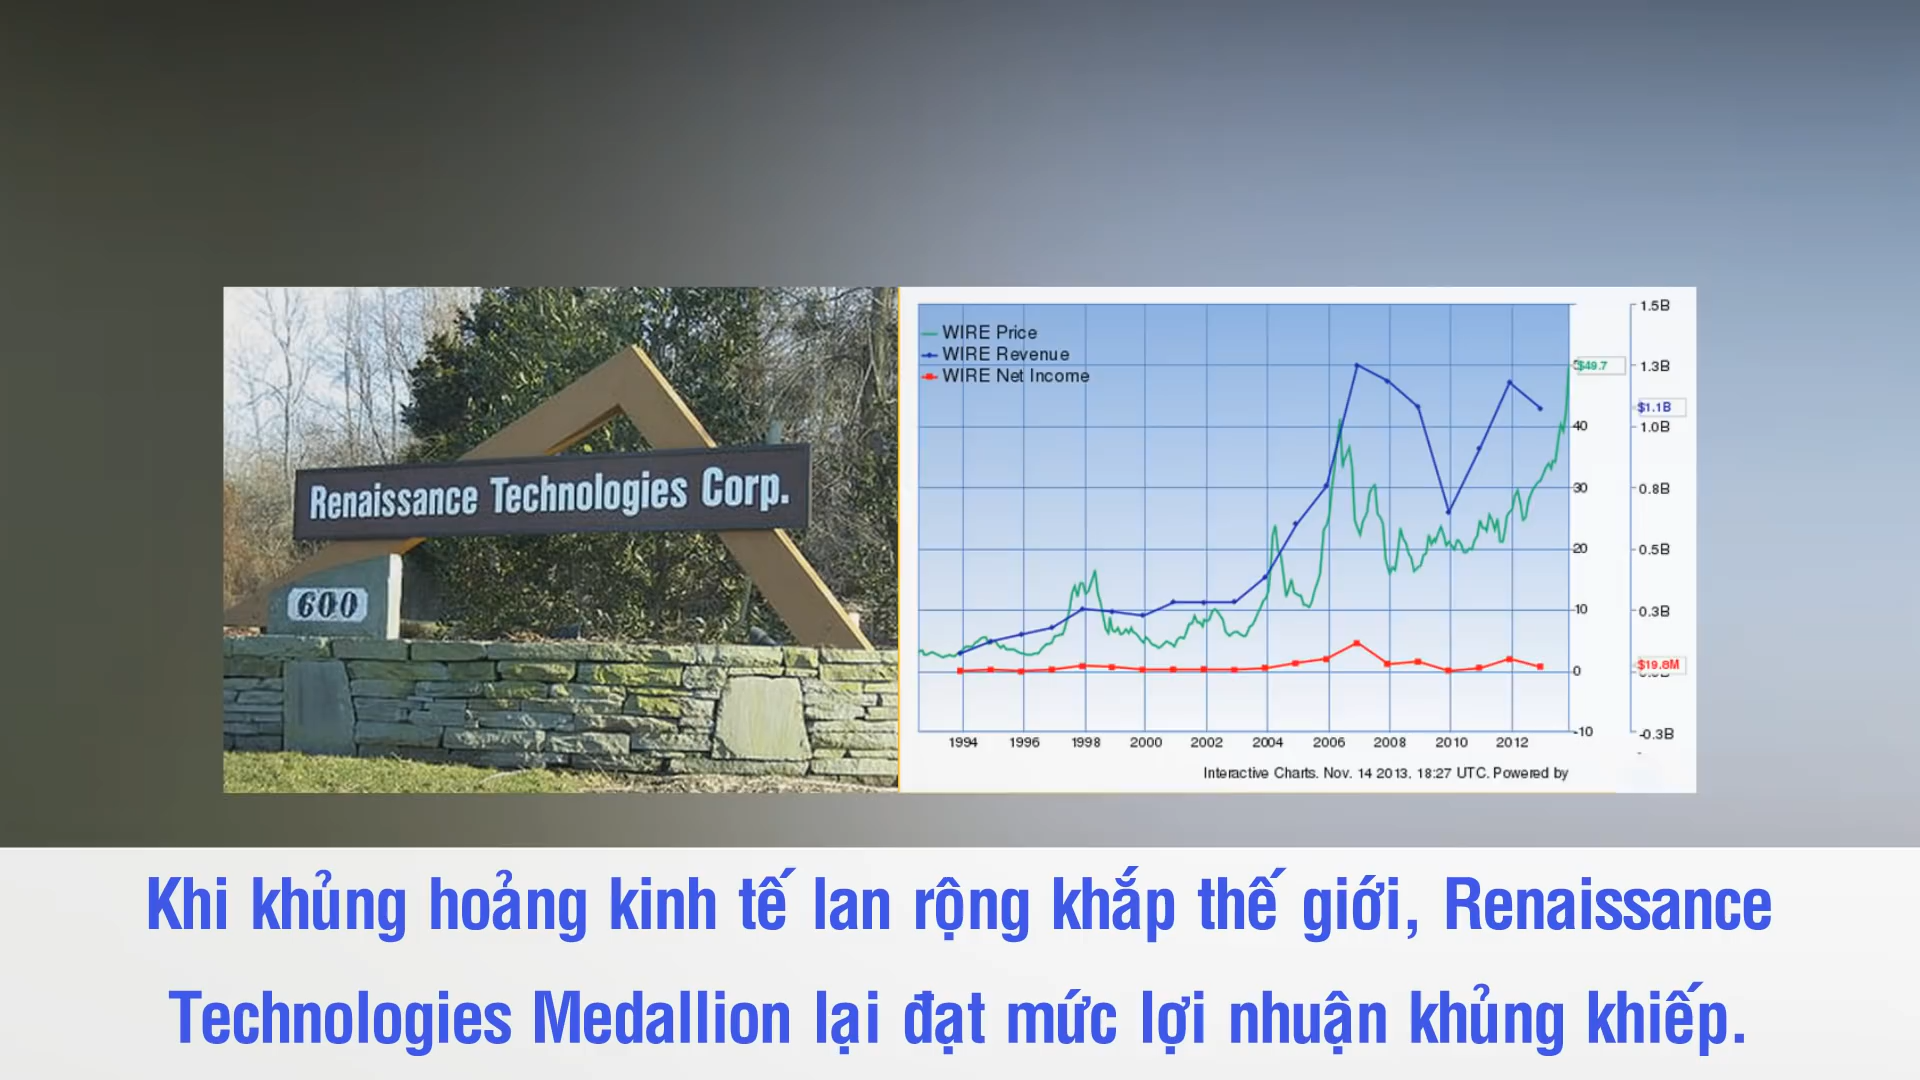 Renaissance Technologies Corp.
600
WIRE Price
WIRE Revenue
WIRE Net Income
$49.7
40
30
20
10
0
-10
1.5B
1.3B
$1.1B
1.0B
0.8B
0.5B
0.3B
$19.8M
-0.3B
1994 1996 1998 2000 2002 2004 2006 2008 2010 2012
Interactive Charts. Nov. 14 2013, 18:27 UTC. Powered by
Khi khủng hoảng kinh tế lan rộng khắp thế giới, Renaissance
Technologies Medallion lại đạt mức lợi nhuận khủng khiếp.